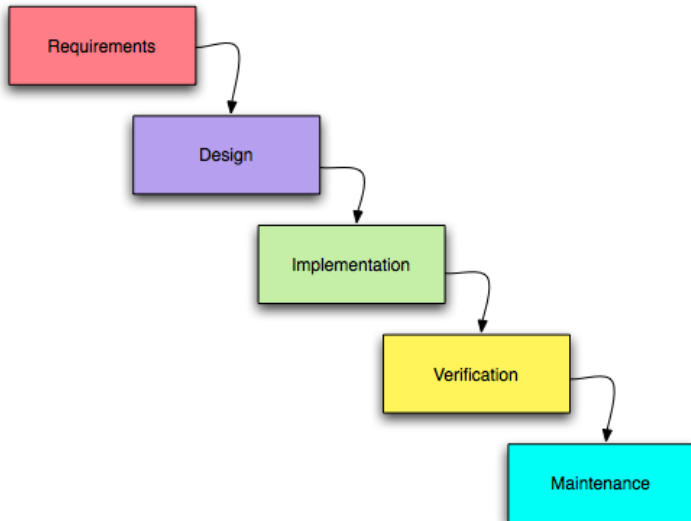 Requirements
Design
Implementation
Verification
Maintenance